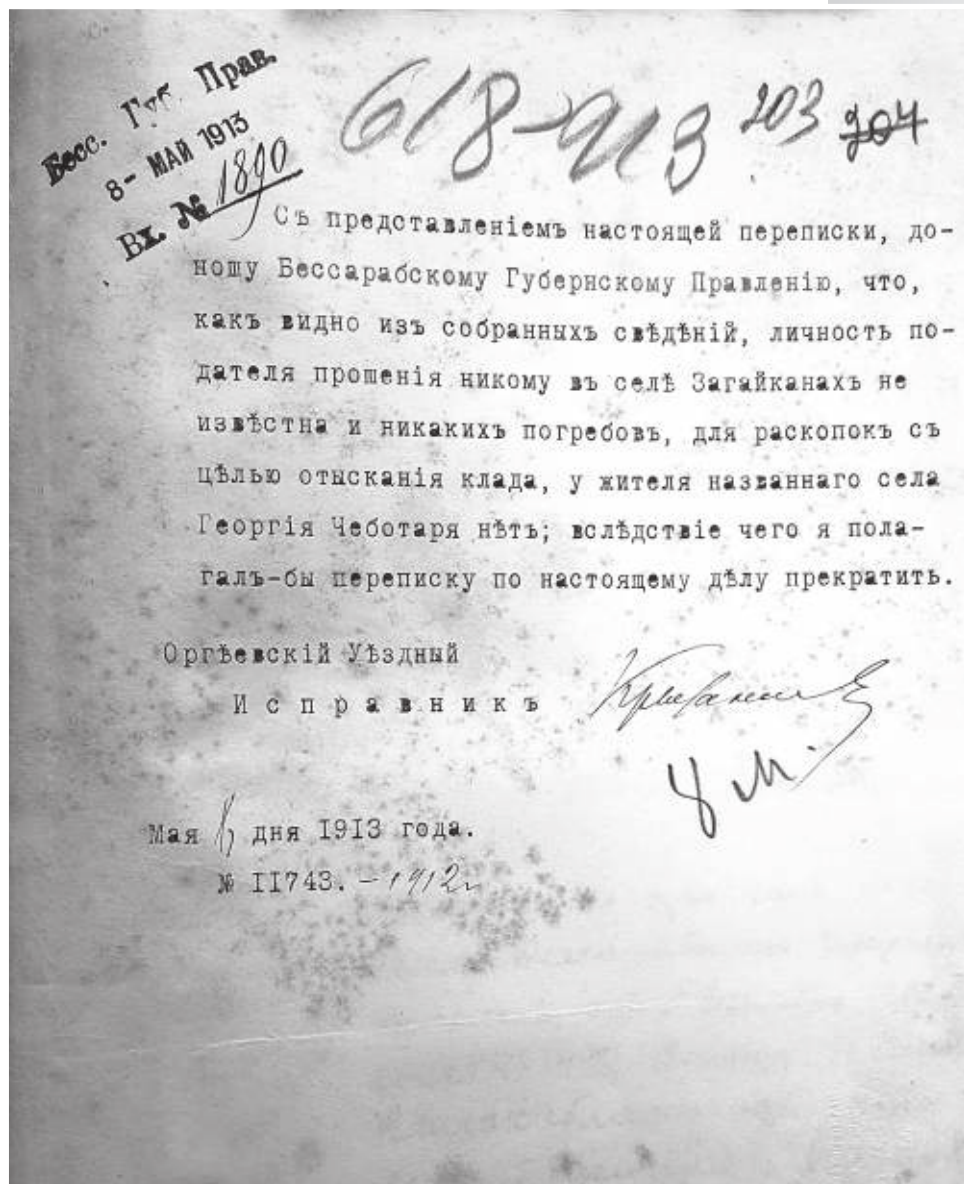 Бесс. Губ. Прав.
8- МАЙ 1913
Вх. № 1890
618-913 203 204
Съ представленіемъ настоящей переписки, до-
ношу Бессарабскому Губернскому Правленію, что,
какъ видно изъ собранныхъ свѣдѣній, личность по-
дателя прошенія никому въ селѣ Загайканахъ не
извѣстна и никакихъ погребовъ, для раскопокъ съ
цѣлью отысканія клада, у жителя названнаго села
Георгія Чеботаря нѣтъ; вслѣдствіе чего я пола-
галъ-бы переписку по настоящему дѣлу прекратить.
Оргѣевскій Уѣздный
Исправникъ
Мая дня 1913 года.
№ II743. - 1912 г